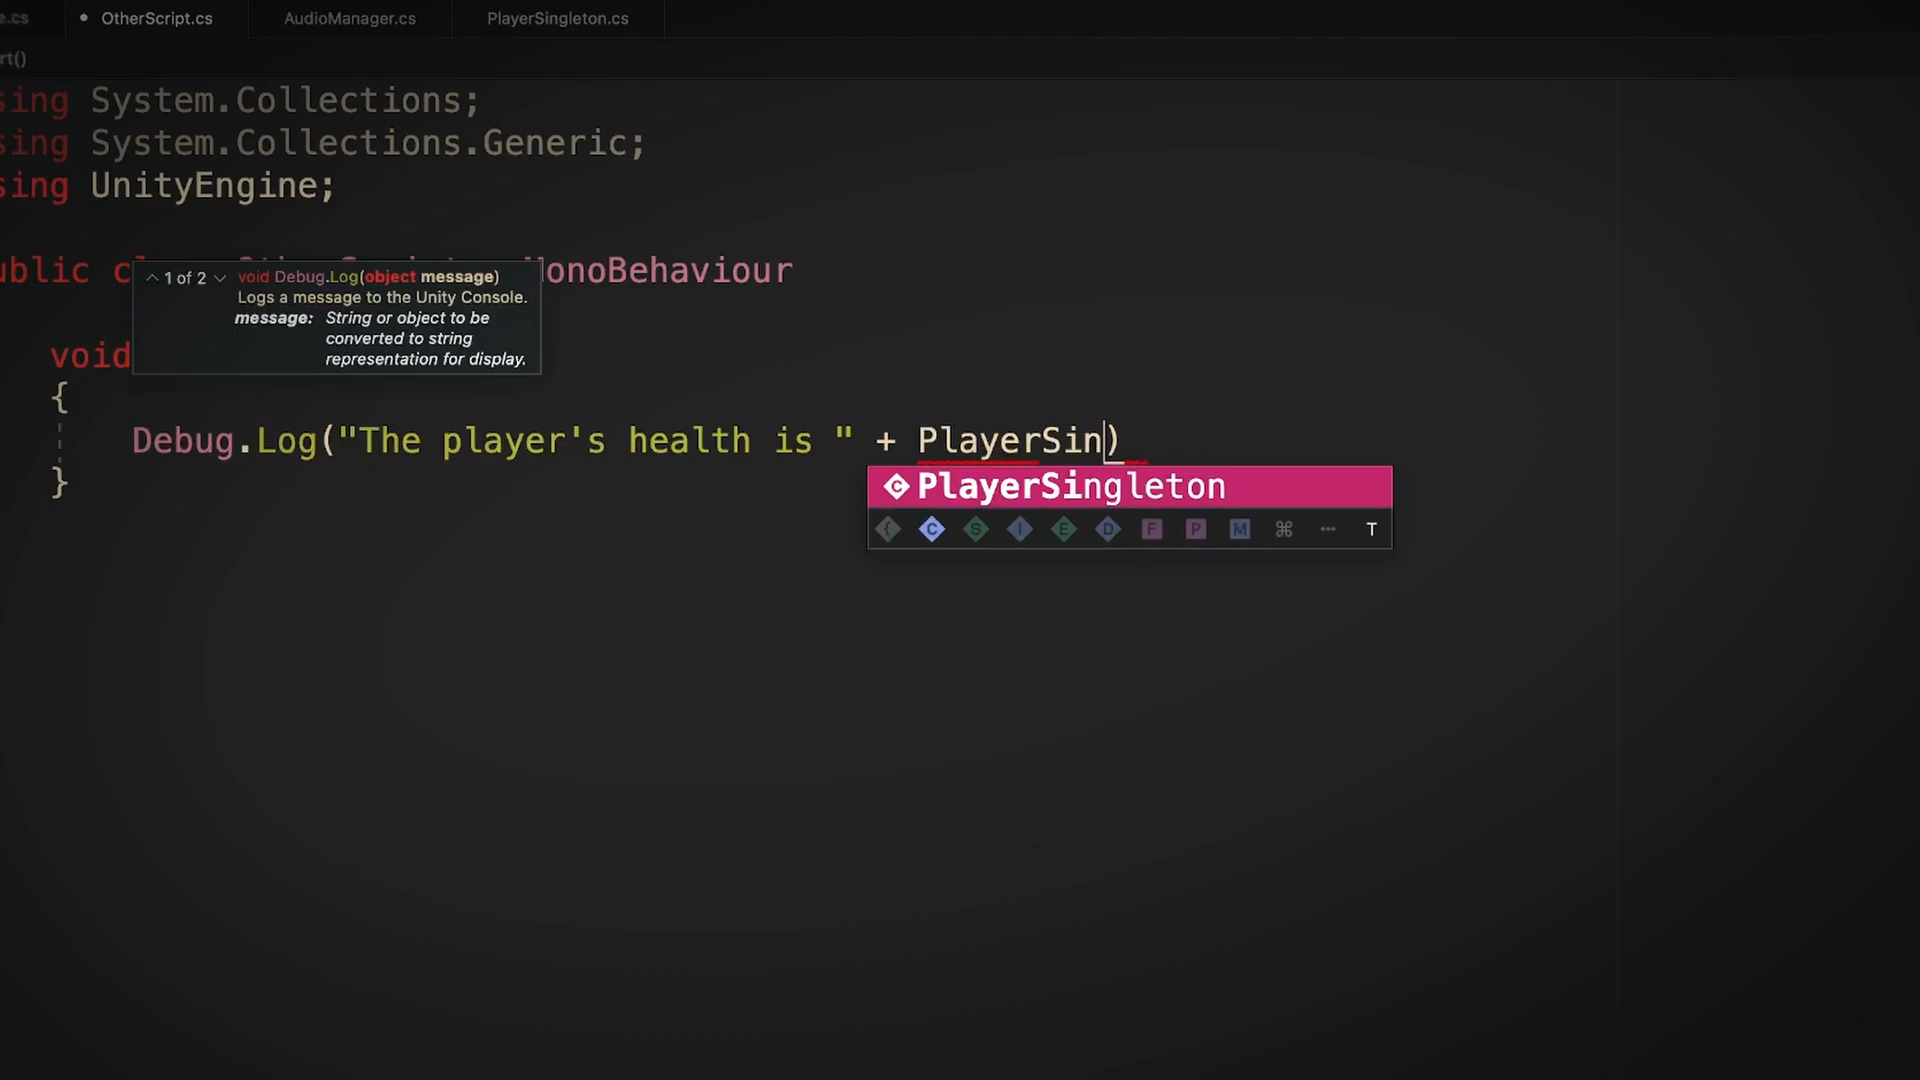 e.cs OtherScript.cs AudioManager.cs PlayerSingleton.cs
rt()
sing System.Collections;
sing System.Collections.Generic;
sing UnityEngine;
ublic c MonoBehaviour
1 of 2 void Debug.Log(object message)
Logs a message to the Unity Console.
message: String or object to be
converted to string
representation for display.
void
{
Debug.Log("The player's health is " + PlayerSin)
}
PlayerSingleton
{ C S I E D F P M ⌘ ... T